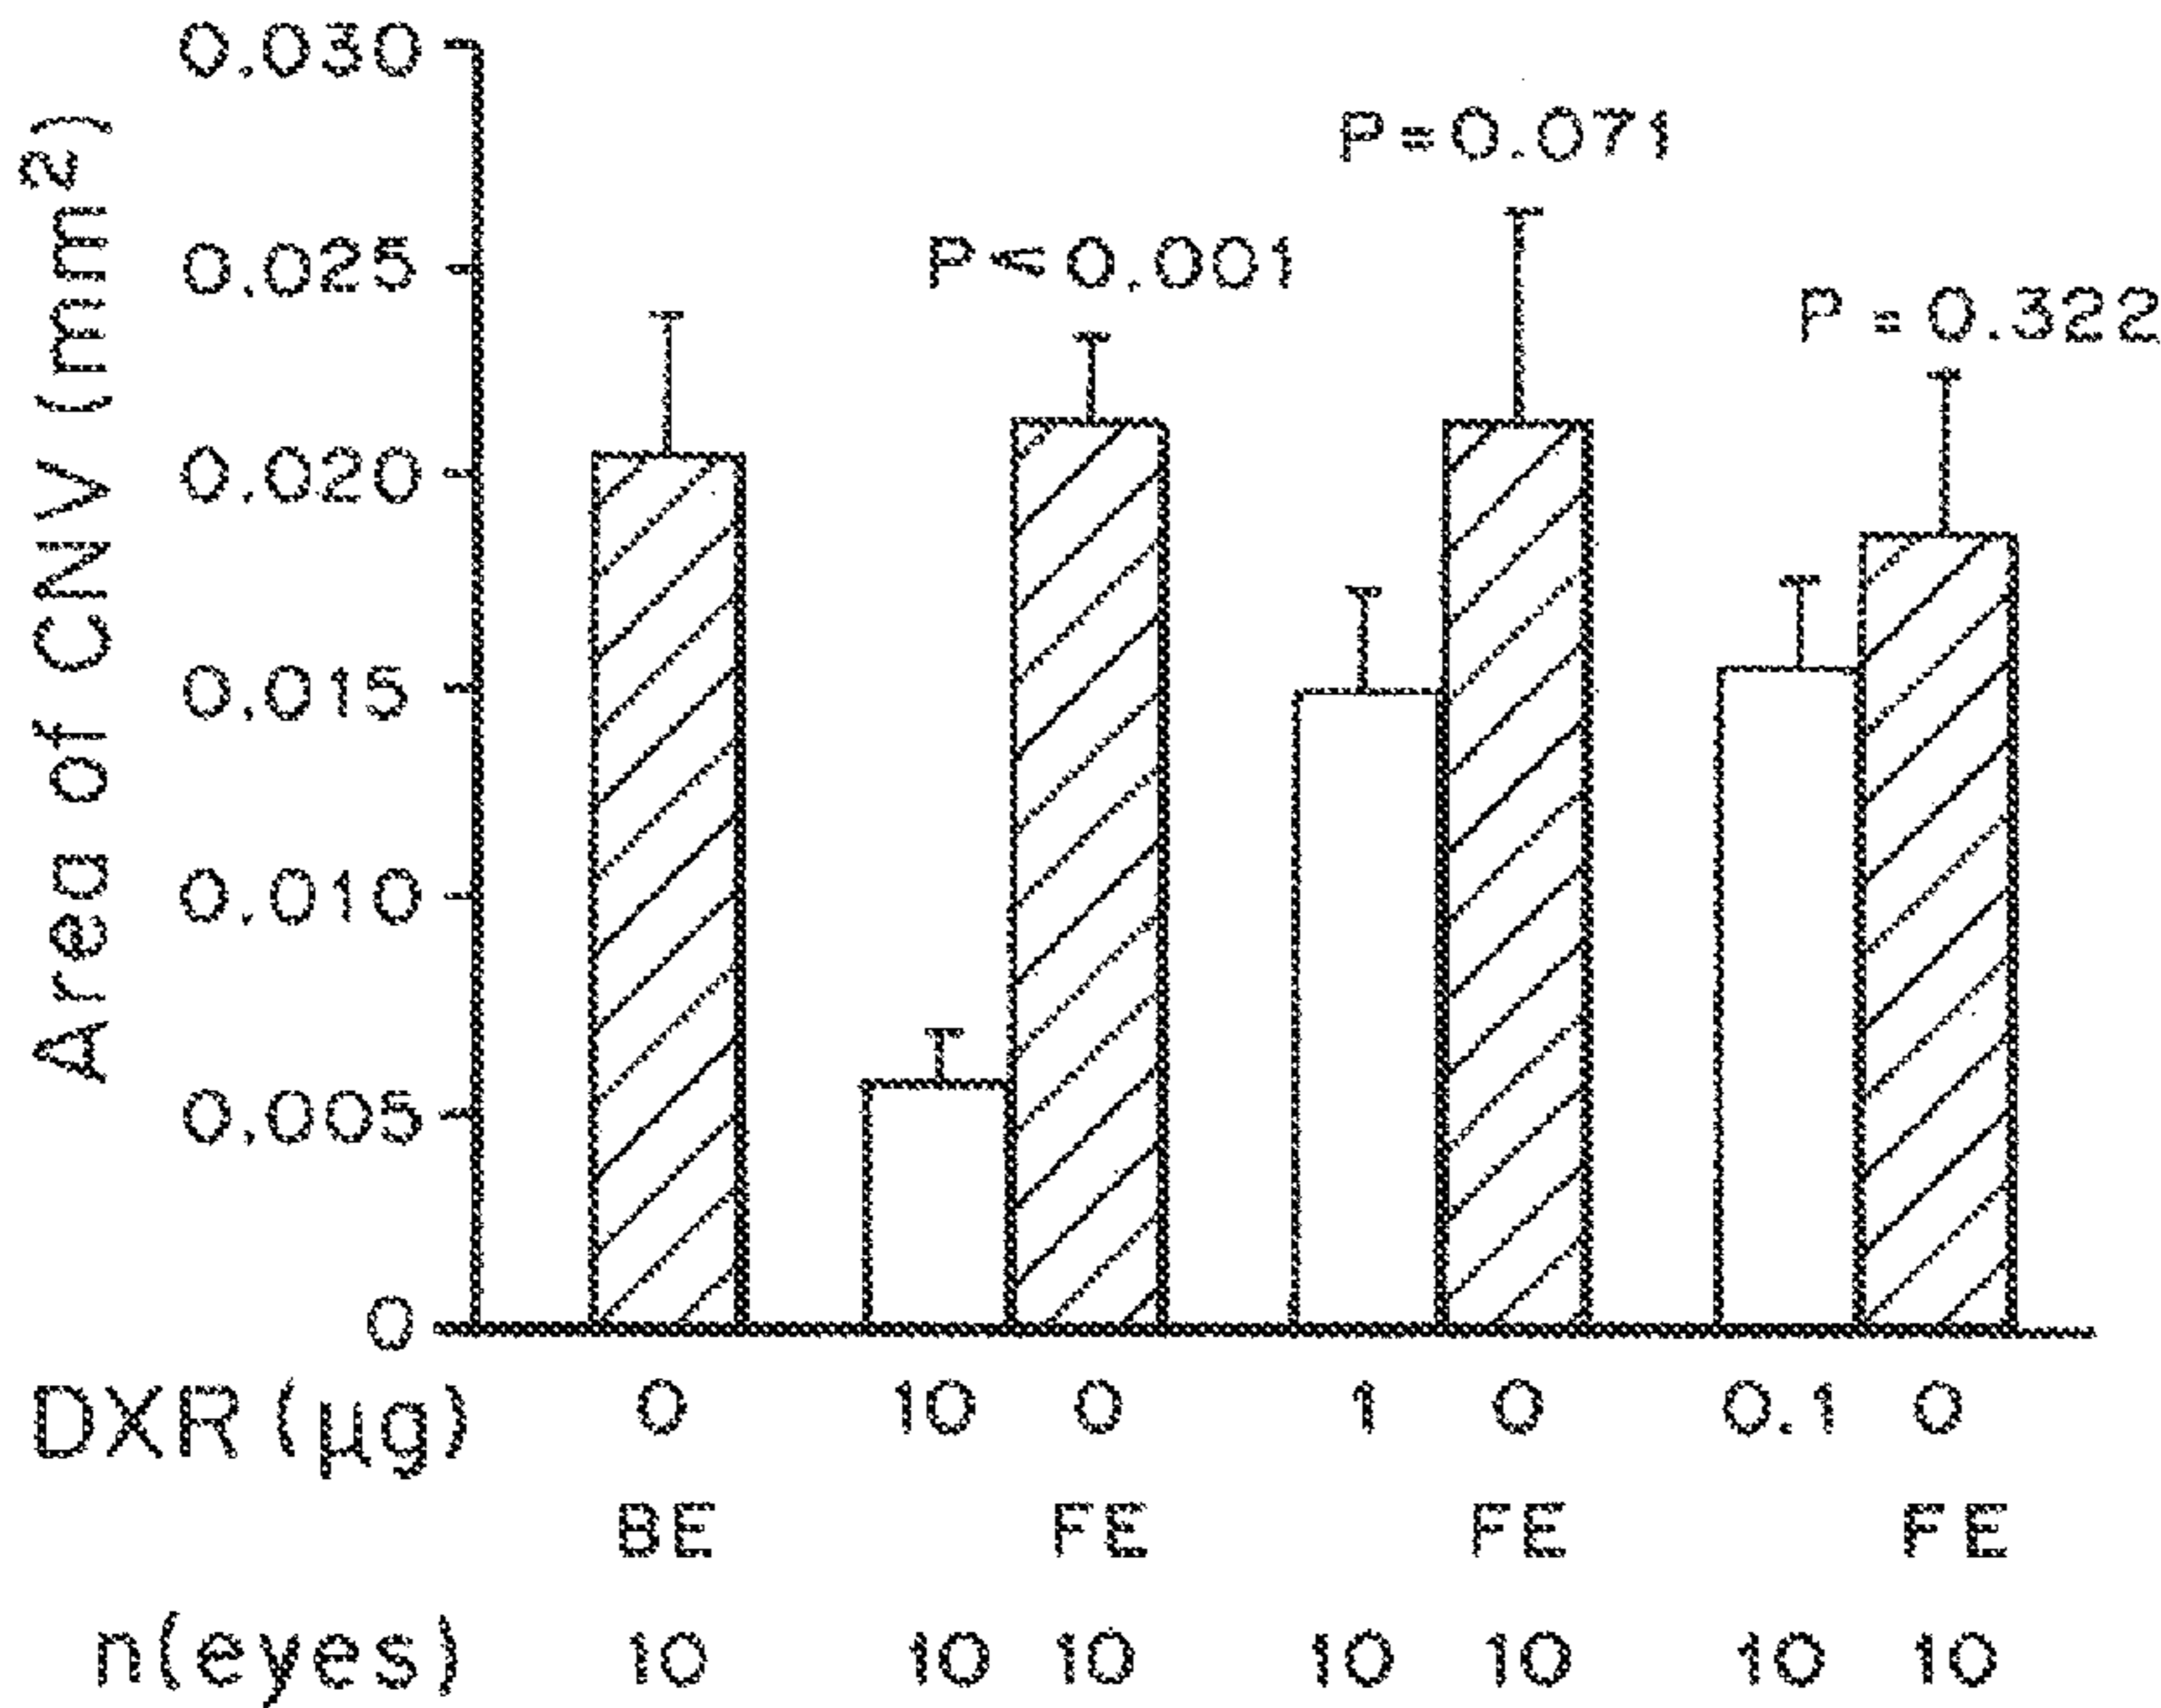 Area of CNV (mm²)
0.030
0.025
0.020
0.015
0.010
0.005
0
P=0.071
P<0.001
P=0.322
DXR (µg) 0 10 0 1 0 0.1 0
BE FE FE FE
n(eyes) 10 10 10 10 10 10 10